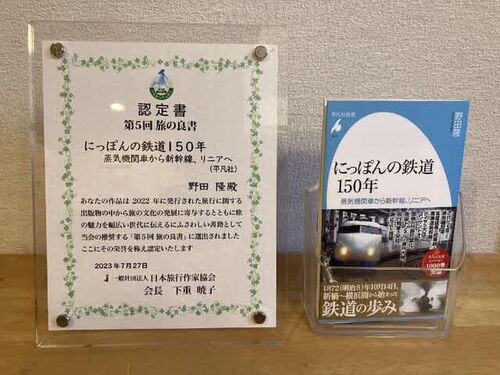 認定書
第5回 旅の良書
にっぽんの鉄道150年
蒸気機関車から新幹線、リニアへ
(平凡社)
野田 隆殿
あなたの作品は 2022 年に発行された旅行に関する
出版物の中から旅の文化の発展に寄与するとともに旅
の魅力を幅広い世代に伝えるにふさわしい書籍として
当会の推奨する「第5回 旅の良書」に選出されました
ここにその栄誉を称え認定いたします
2023年7月27日
一般社団法人 日本旅行作家協会
会長 下重 暁子
平凡社新書
野田隆
にっぽんの鉄道
150年
蒸気機関車から新幹線、リニアへ
1872(明治5)年10月14日、
新橋―横浜間から始まった
鉄道の歩み